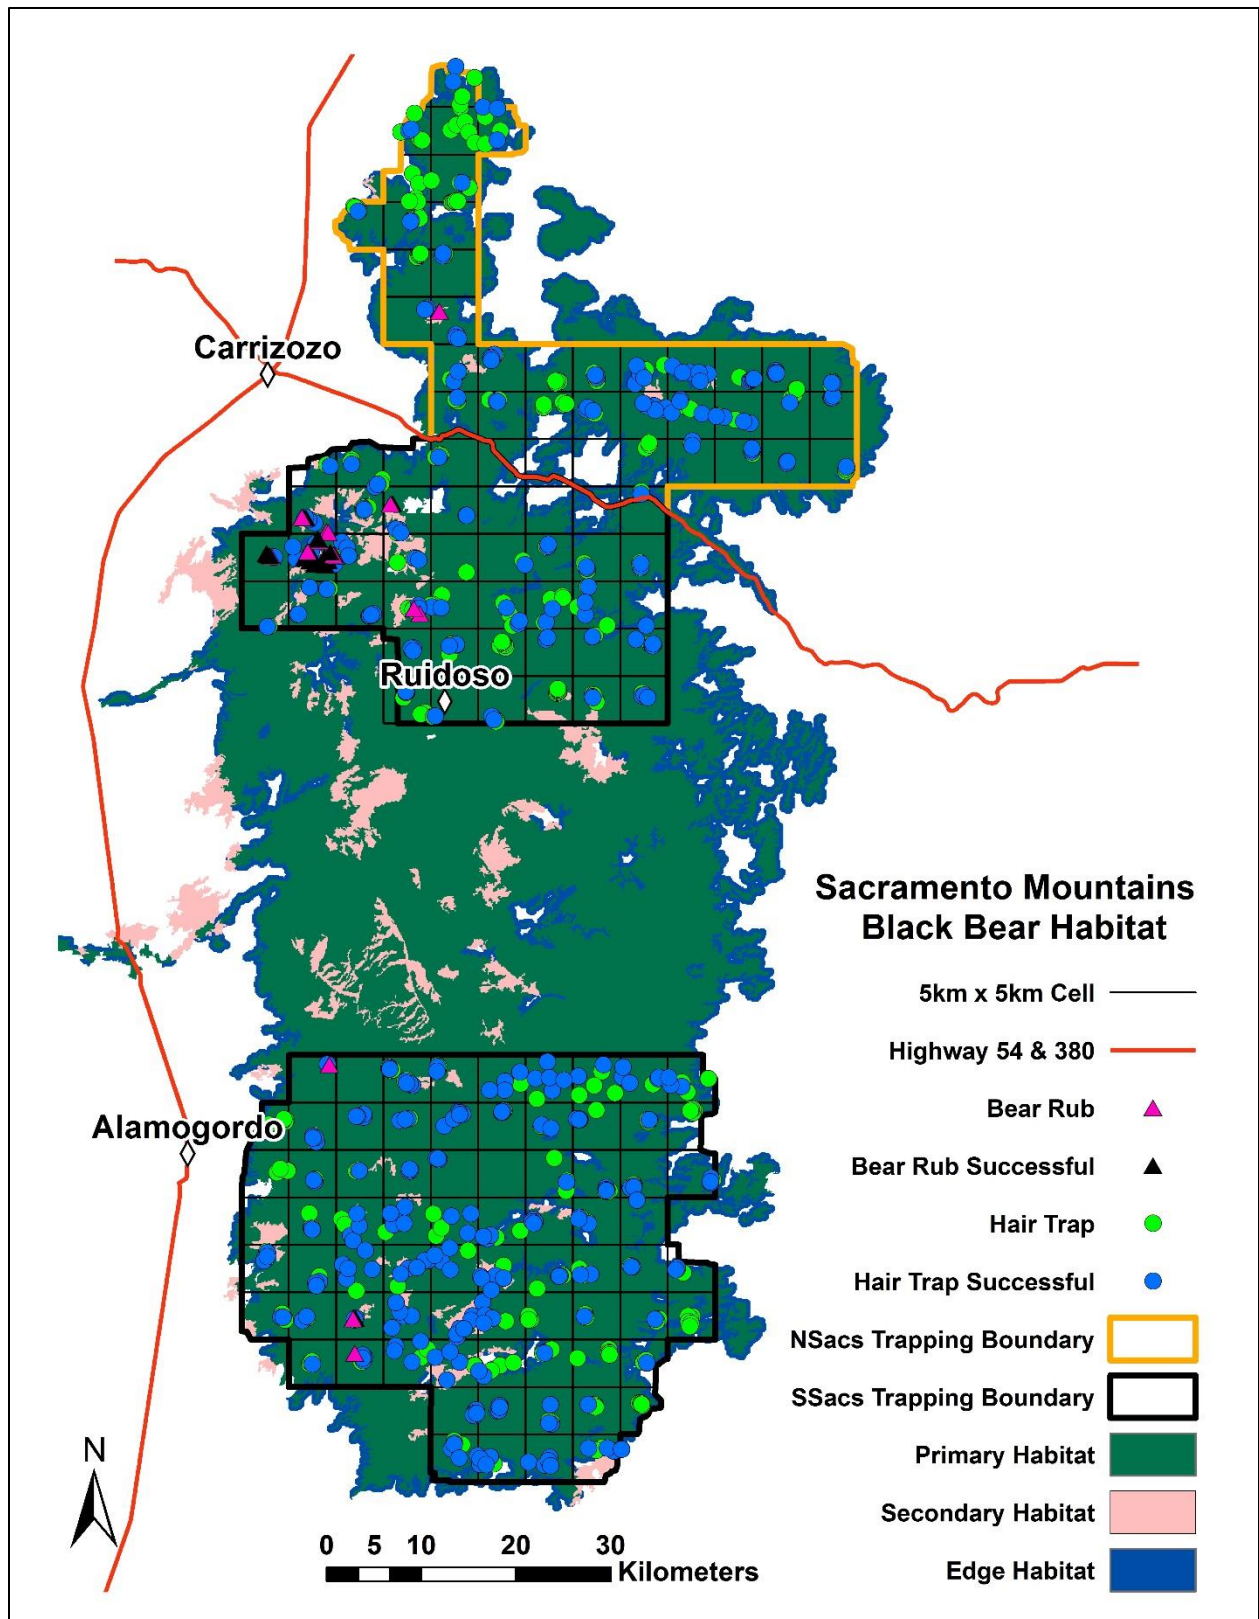 Carrizozo
Ruidoso
Alamogordo
Sacramento Mountains
Black Bear Habitat
5km x 5km Cell
Highway 54 & 380
Bear Rub
Bear Rub Successful
Hair Trap
Hair Trap Successful
NSacs Trapping Boundary
SSacs Trapping Boundary
Primary Habitat
Secondary Habitat
Edge Habitat
N
0 5 10 20 30
Kilometers